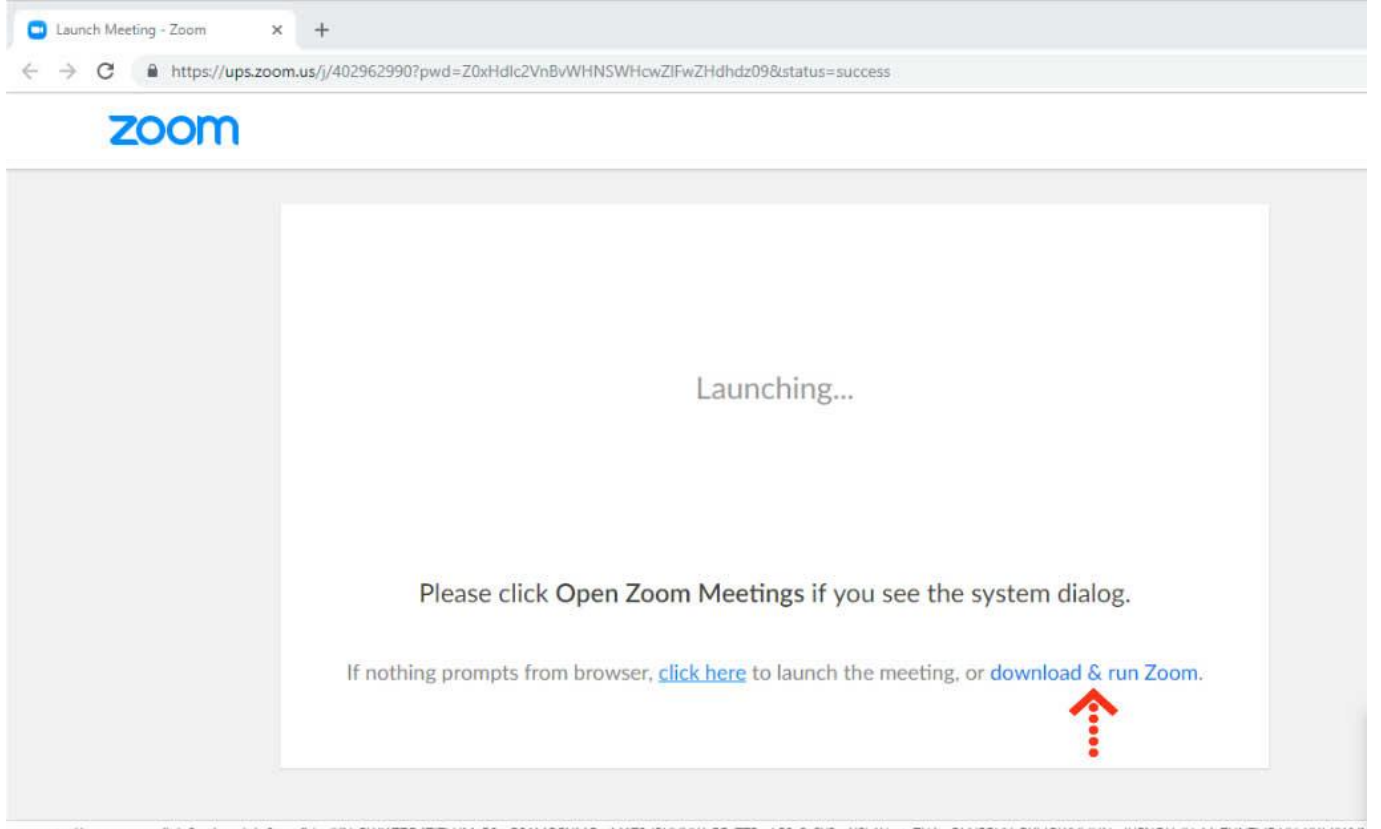 Launch Meeting - Zoom
https://ups.zoom.us/j/402962990?pwd=Z0xHdlc2VnBvWHNSWHcwZlFwZHdhdz09&status=success
zoom
Launching...
Please click Open Zoom Meetings if you see the system dialog.
If nothing prompts from browser, click here to launch the meeting, or download & run Zoom.